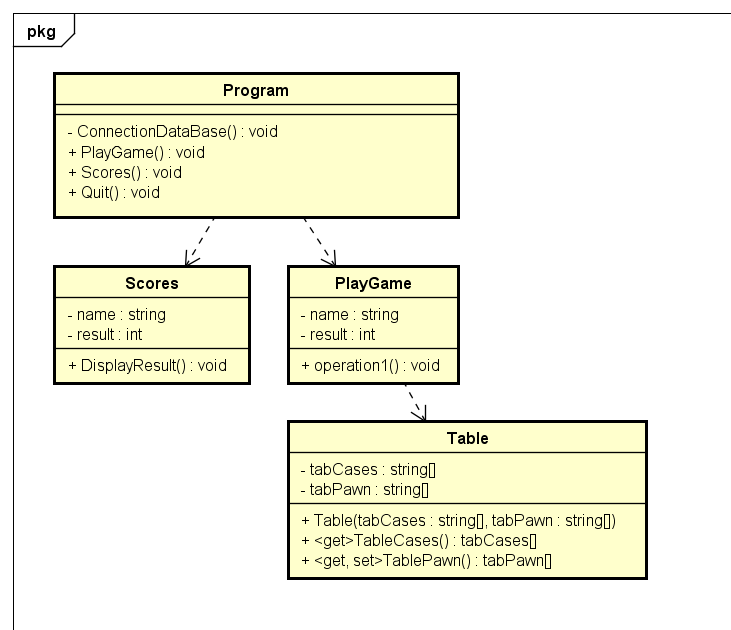 pkg
Program
- ConnectionDataBase() : void
+ PlayGame() : void
+ Scores() : void
+ Quit() : void
Scores
- name : string
- result : int
+ DisplayResult() : void
PlayGame
- name : string
- result : int
+ operation1() : void
Table
- tabCases : string[]
- tabPawn : string[]
+ Table(tabCases : string[], tabPawn : string[])
+ <get>TableCases() : tabCases[]
+ <get, set>TablePawn() : tabPawn[]